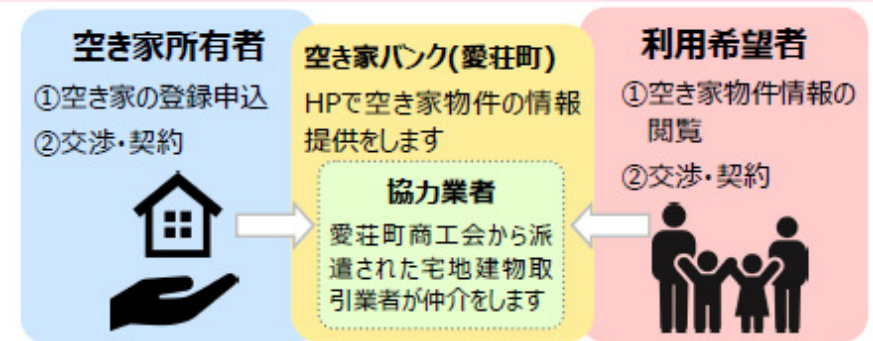 空き家所有者
①空き家の登録申込
②交渉・契約
空き家バンク(愛荘町)
HPで空き家物件の情報
提供をします
協力業者
愛荘町商工会から派
遣された宅地建物取
引業者が仲介をします
利用希望者
①空き家物件情報の
閲覧
②交渉・契約